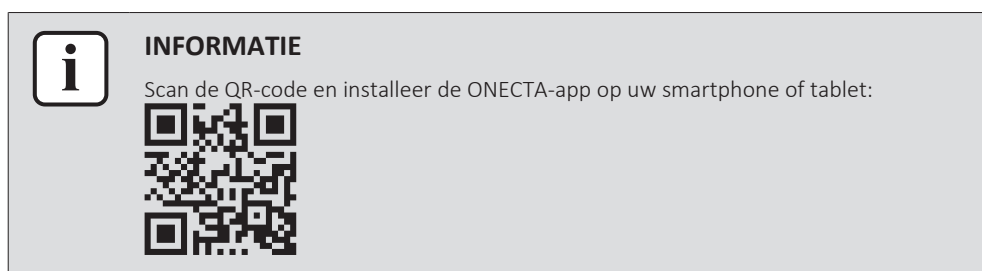 i
INFORMATIE
Scan de QR-code en installeer de ONECTA-app op uw smartphone of tablet: